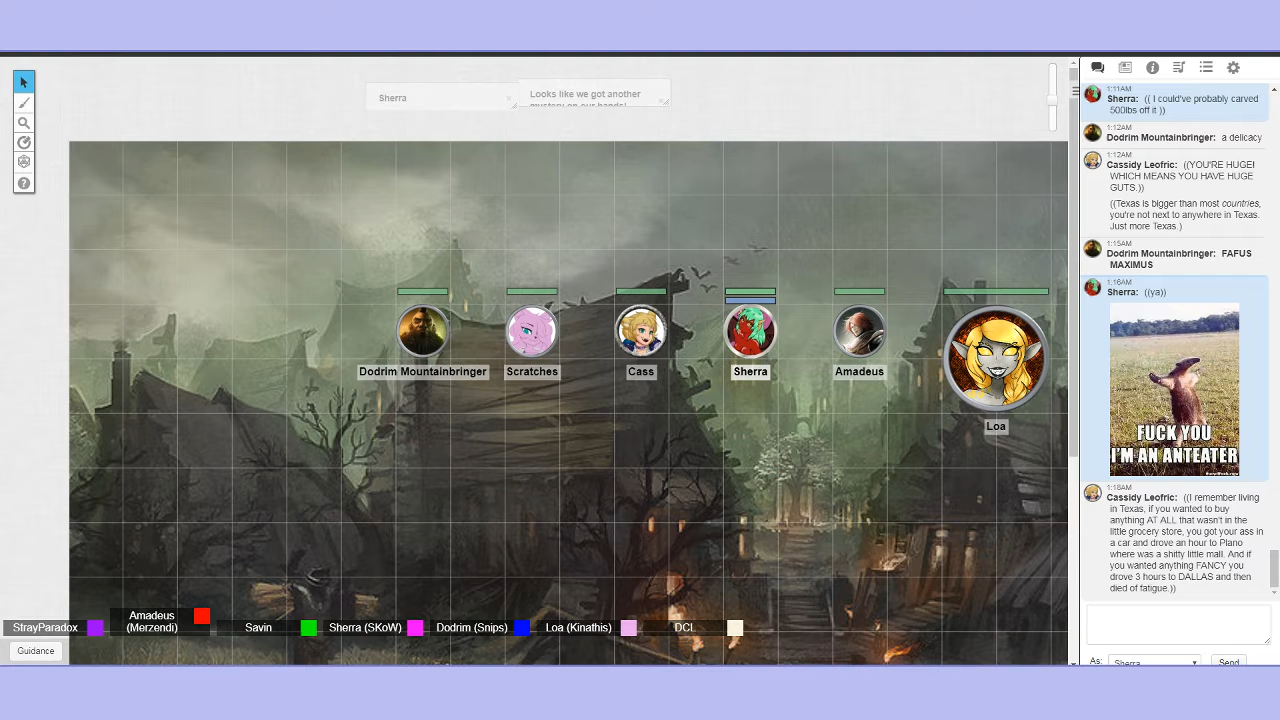 Sherra
Looks like we got another
mystery on our hands!
Dodrim Mountainbringer
Scratches
Cass
Sherra
Amadeus
Loa
StrayParadox
Amadeus
(Merzendi)
Savin
Sherra (SKoW)
Dodrim (Snips)
Loa (Kinathis)
DCL
Guidance
1:11AM
Sherra: (( I could've probably carved
500lbs off it ))
1:12AM
Dodrim Mountainbringer: a delicacy
1:12AM
Cassidy Leofric: ((YOU'RE HUGE!
WHICH MEANS YOU HAVE HUGE
GUTS.))
((Texas is bigger than most countries,
you're not next to anywhere in Texas.
Just more Texas.)
1:15AM
Dodrim Mountainbringer: FAFUS
MAXIMUS
1:16AM
Sherra: ((ya))
FUCK YOU
I'M AN ANTEATER
1:18AM
Cassidy Leofric: ((I remember living
in Texas, if you wanted to buy
anything AT ALL that wasn't in the
little grocery store, you got your ass in
a car and drove an hour to Plano
where was a shitty little mall. And if
you wanted anything FANCY you
drove 3 hours to DALLAS and then
died of fatigue.))
As:
Sherra
Send